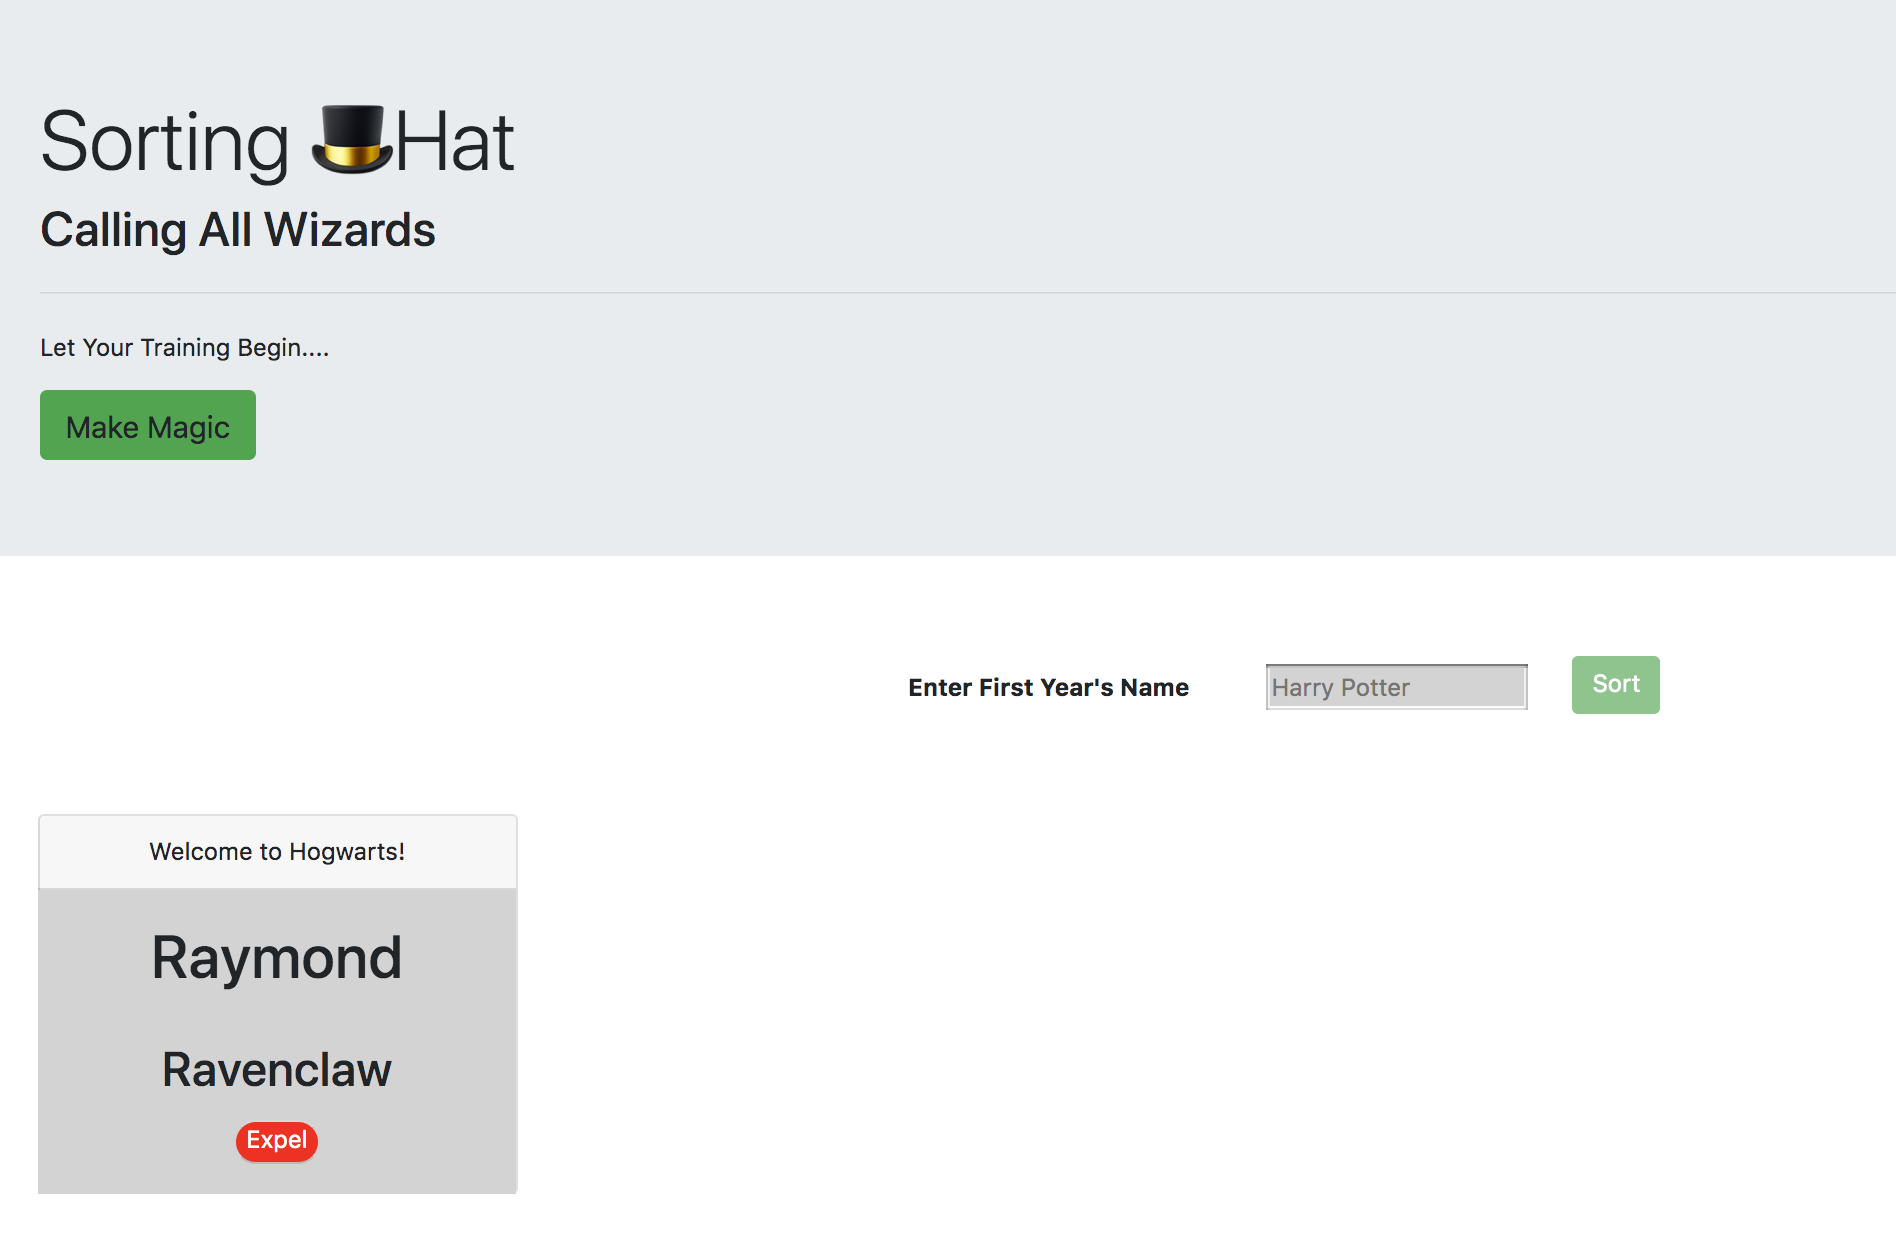 Sorting 🎩Hat
Calling All Wizards
Let Your Training Begin....
Make Magic
Enter First Year's Name
Harry Potter
Sort
Welcome to Hogwarts!
Raymond
Ravenclaw
Expel